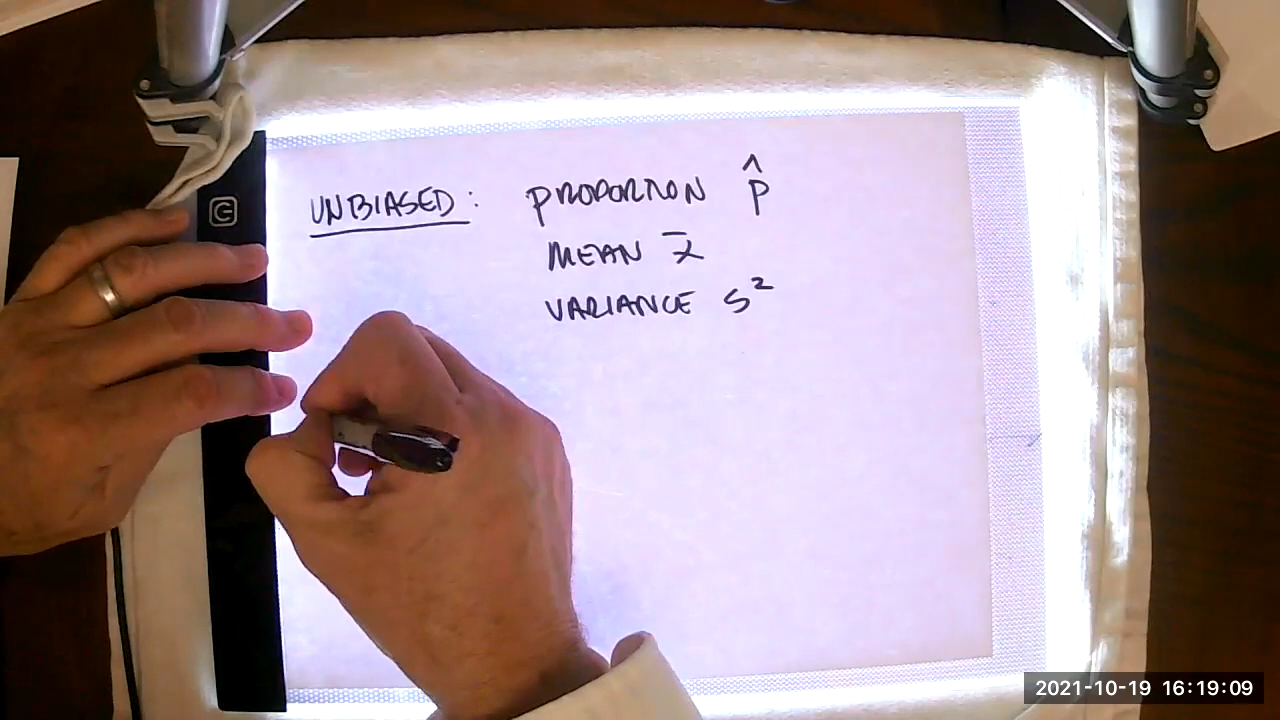 UNBIASED: PROPORTION p̂
MEAN x̄
VARIANCE s²
2021-10-19 16:19:09